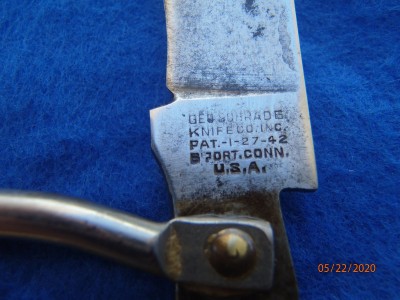 GEO SCHRADE
KNIFE CO. INC.
PAT.-1-27-42
B'PORT. CONN.
U.S.A.
05/22/2020